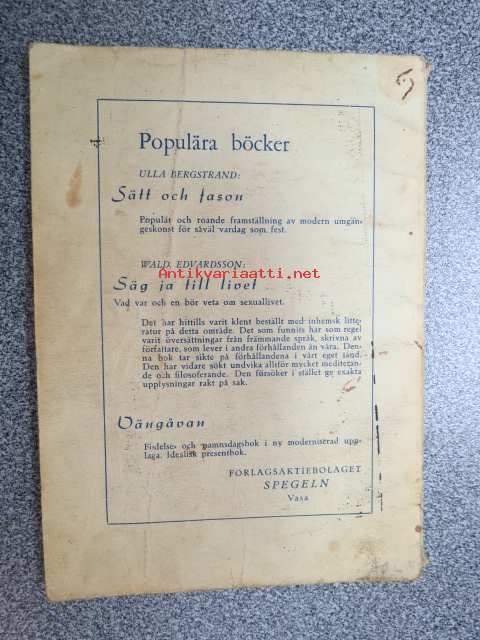 Populära böcker
ULLA BERGSTRAND:
Sätt och fason
Populär och roande framställning av modern umgän-
geskonst för såväl vardag som fest.
WALD. EDVARDSSON:
Antikvariaatti.net
Säg ja till livet
Vad var och en bör veta om sexuallivet.
Det har hittills varit klent beställt med inhemsk litte-
ratur på detta område. Det som funnits har som regel
varit översättningar från främmande språk, skrivna av
författare, som lever i andra förhållanden än våra. Den-
na bok tar sikte på förhållandena i vårt eget land.
Den har vidare sökt undvika alltför mycket mediteran-
de och filosoferande. Den försöker i stället ge exakta
upplysningar rakt på sak.
Vängåvan
Födelse- och namnsdagsbok i ny moderniserad upp-
laga. Idealisk presentbok.
FÖRLAGSAKTIEBOLAGET
SPEGELN
Vasa